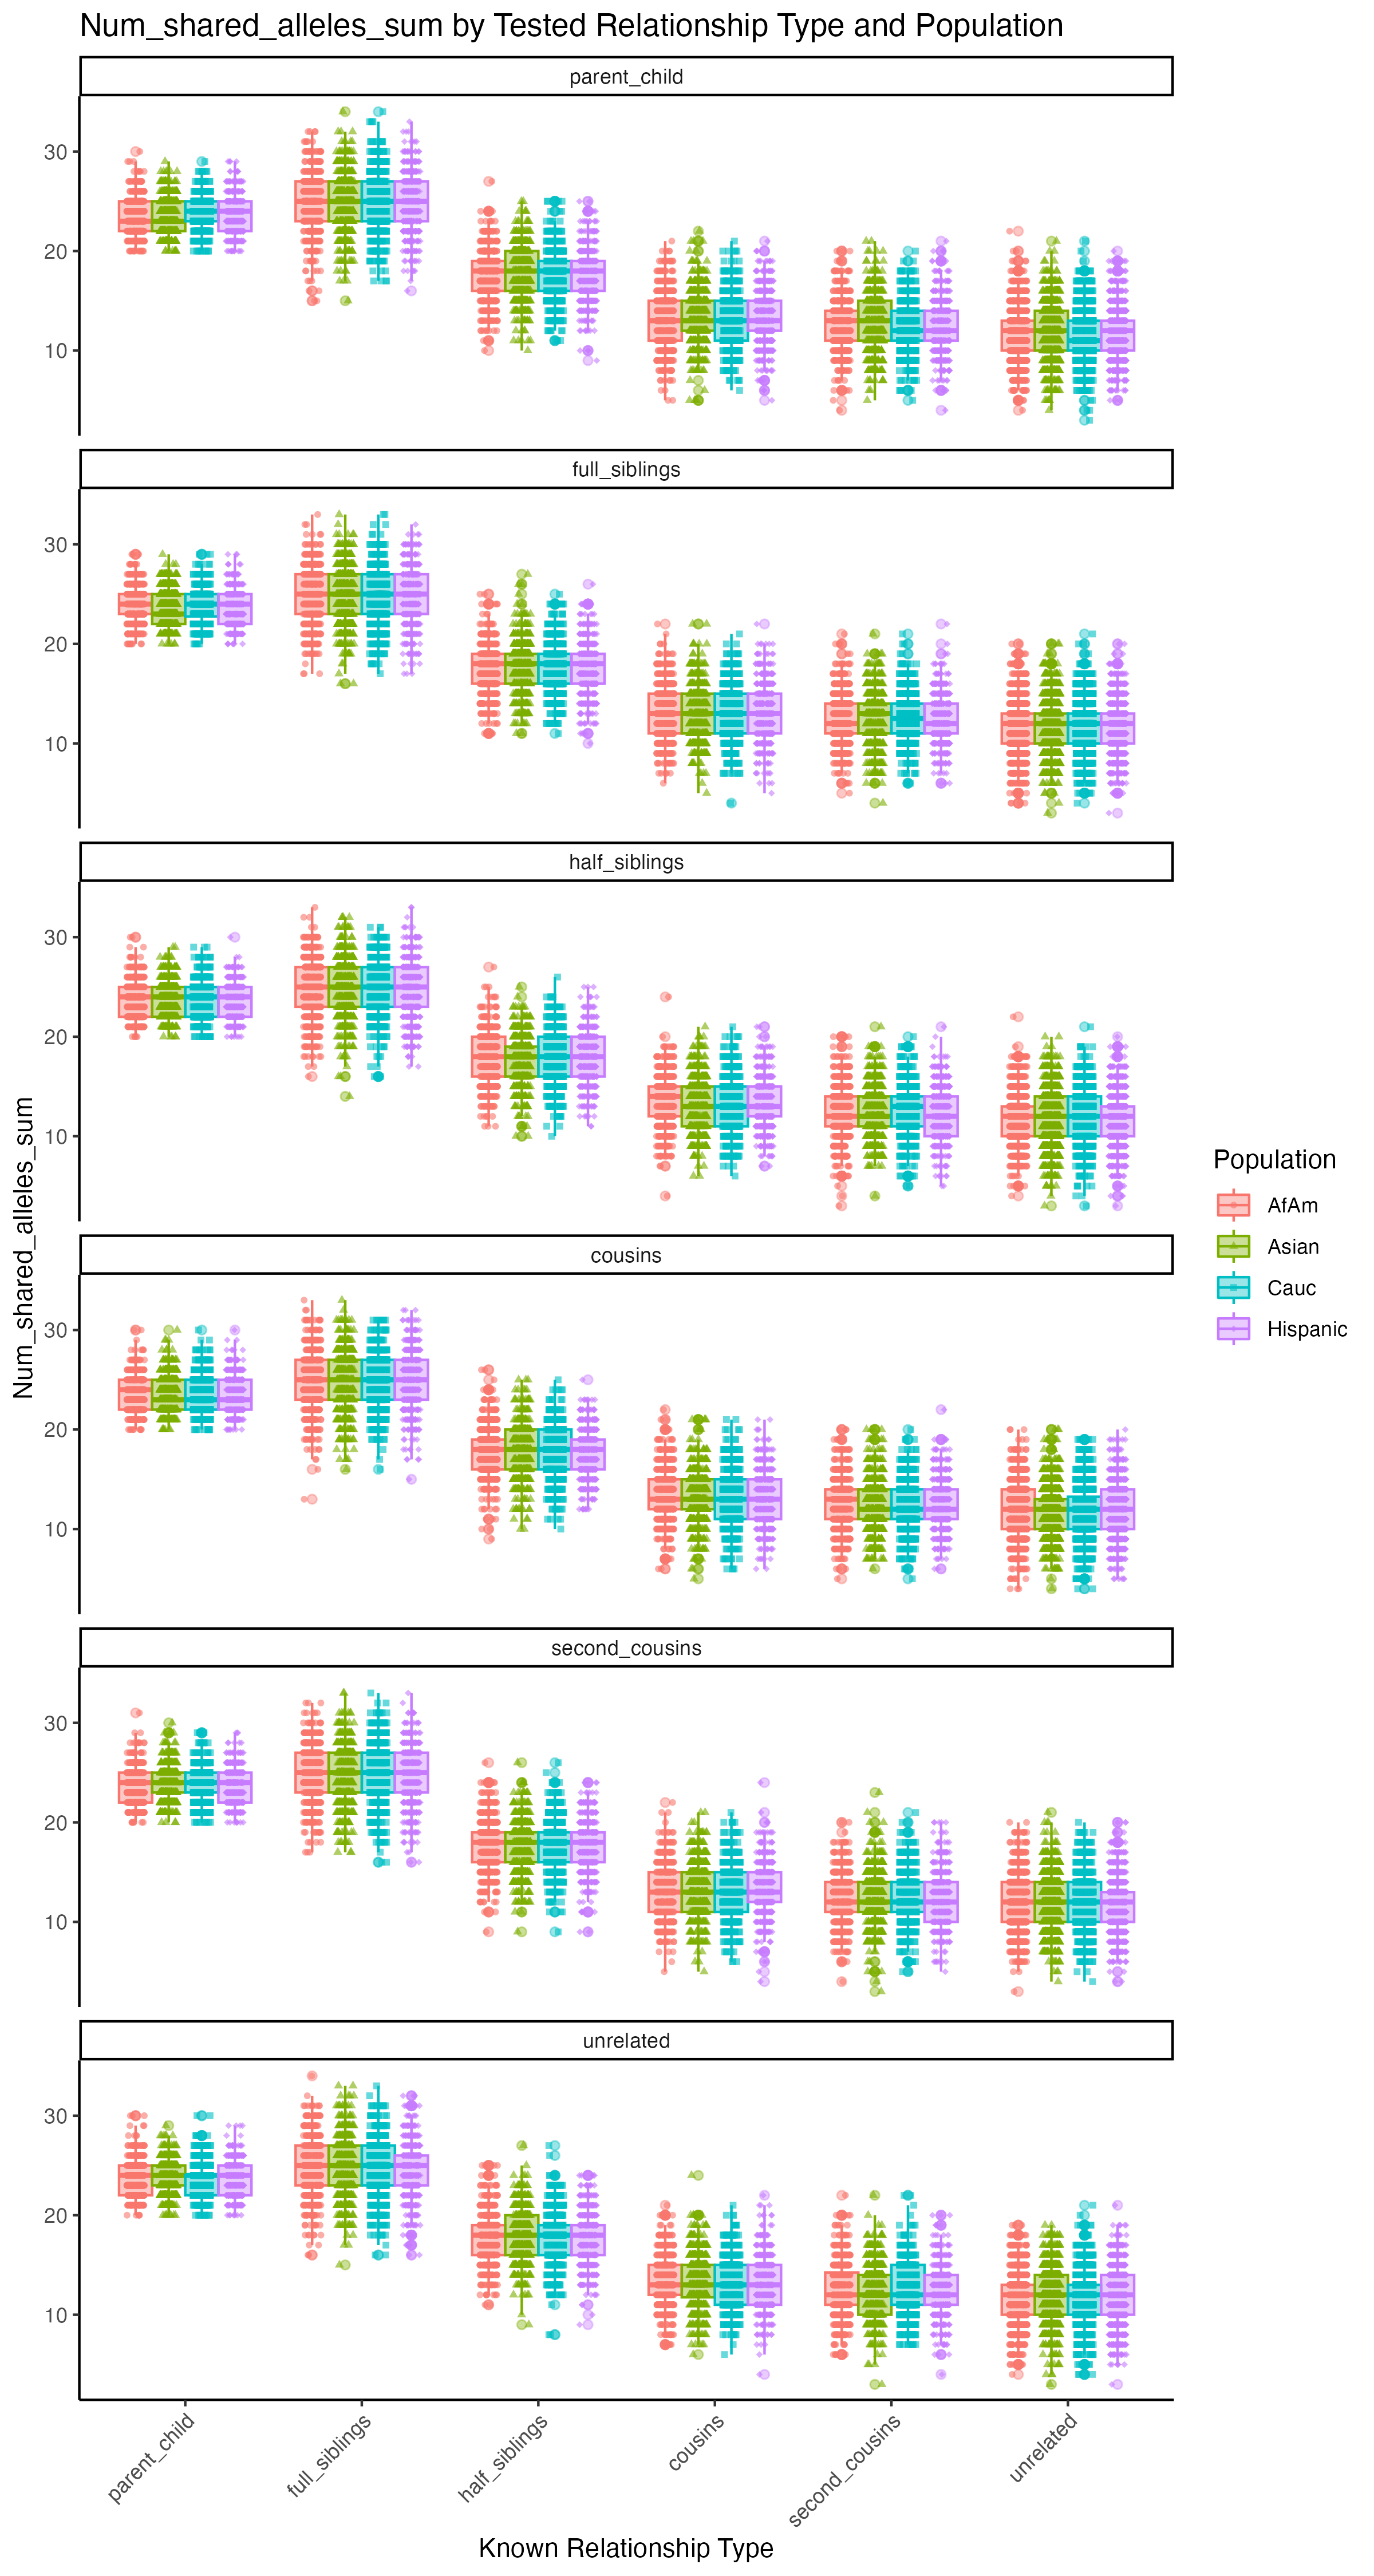 Num_shared_alleles_sum by Tested Relationship Type and Population
parent_child
30
20
10
full_siblings
30
20
10
half_siblings
30
20
10
cousins
30
20
10
second_cousins
30
20
10
unrelated
30
20
10
Num_shared_alleles_sum
parent_child
full_siblings
half_siblings
cousins
second_cousins
unrelated
Known Relationship Type
Population
AfAm
Asian
Cauc
Hispanic